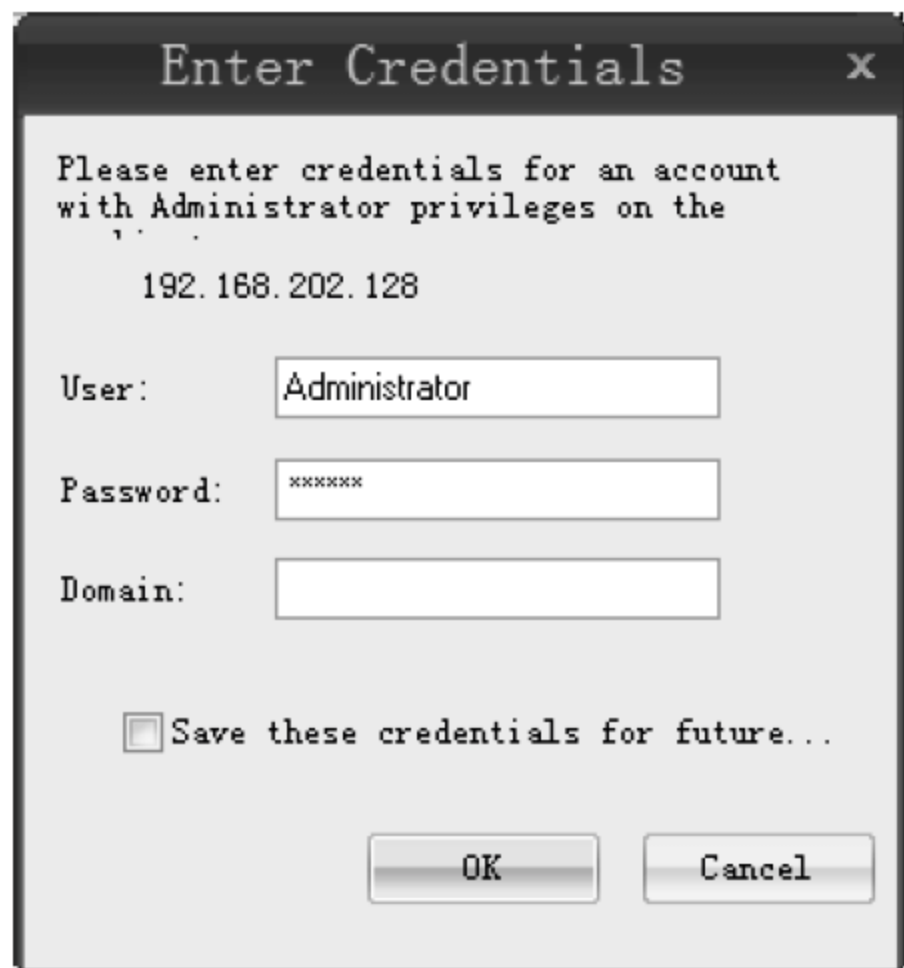 Enter Credentials x
Please enter credentials for an account
with Administrator privileges on the
192.168.202.128
User: Administrator
Password: ××××××
Domain:
Save these credentials for future...
OK Cancel